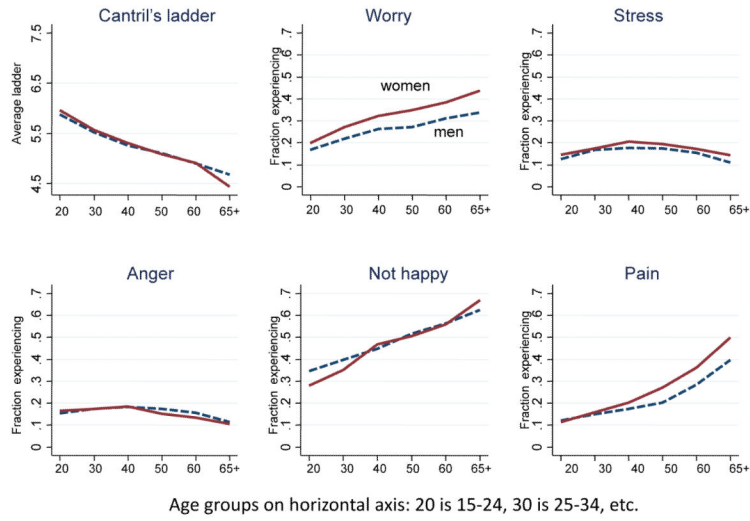 Cantril's ladder
Average ladder
7.5
6.5
5.5
4.5
20 30 40 50 60 65+
Worry
Fraction experiencing
.7
.6
.5
.4
.3
.2
.1
0
women
men
20 30 40 50 60 65+
Stress
Fraction experiencing
.7
.6
.5
.4
.3
.2
.1
0
20 30 40 50 60 65+
Anger
Fraction experiencing
.7
.6
.5
.4
.3
.2
.1
0
20 30 40 50 60 65+
Not happy
Fraction experiencing
.7
.6
.5
.4
.3
.2
.1
0
20 30 40 50 60 65+
Pain
Fraction experiencing
.7
.6
.5
.4
.3
.2
.1
0
20 30 40 50 60 65+
Age groups on horizontal axis: 20 is 15-24, 30 is 25-34, etc.